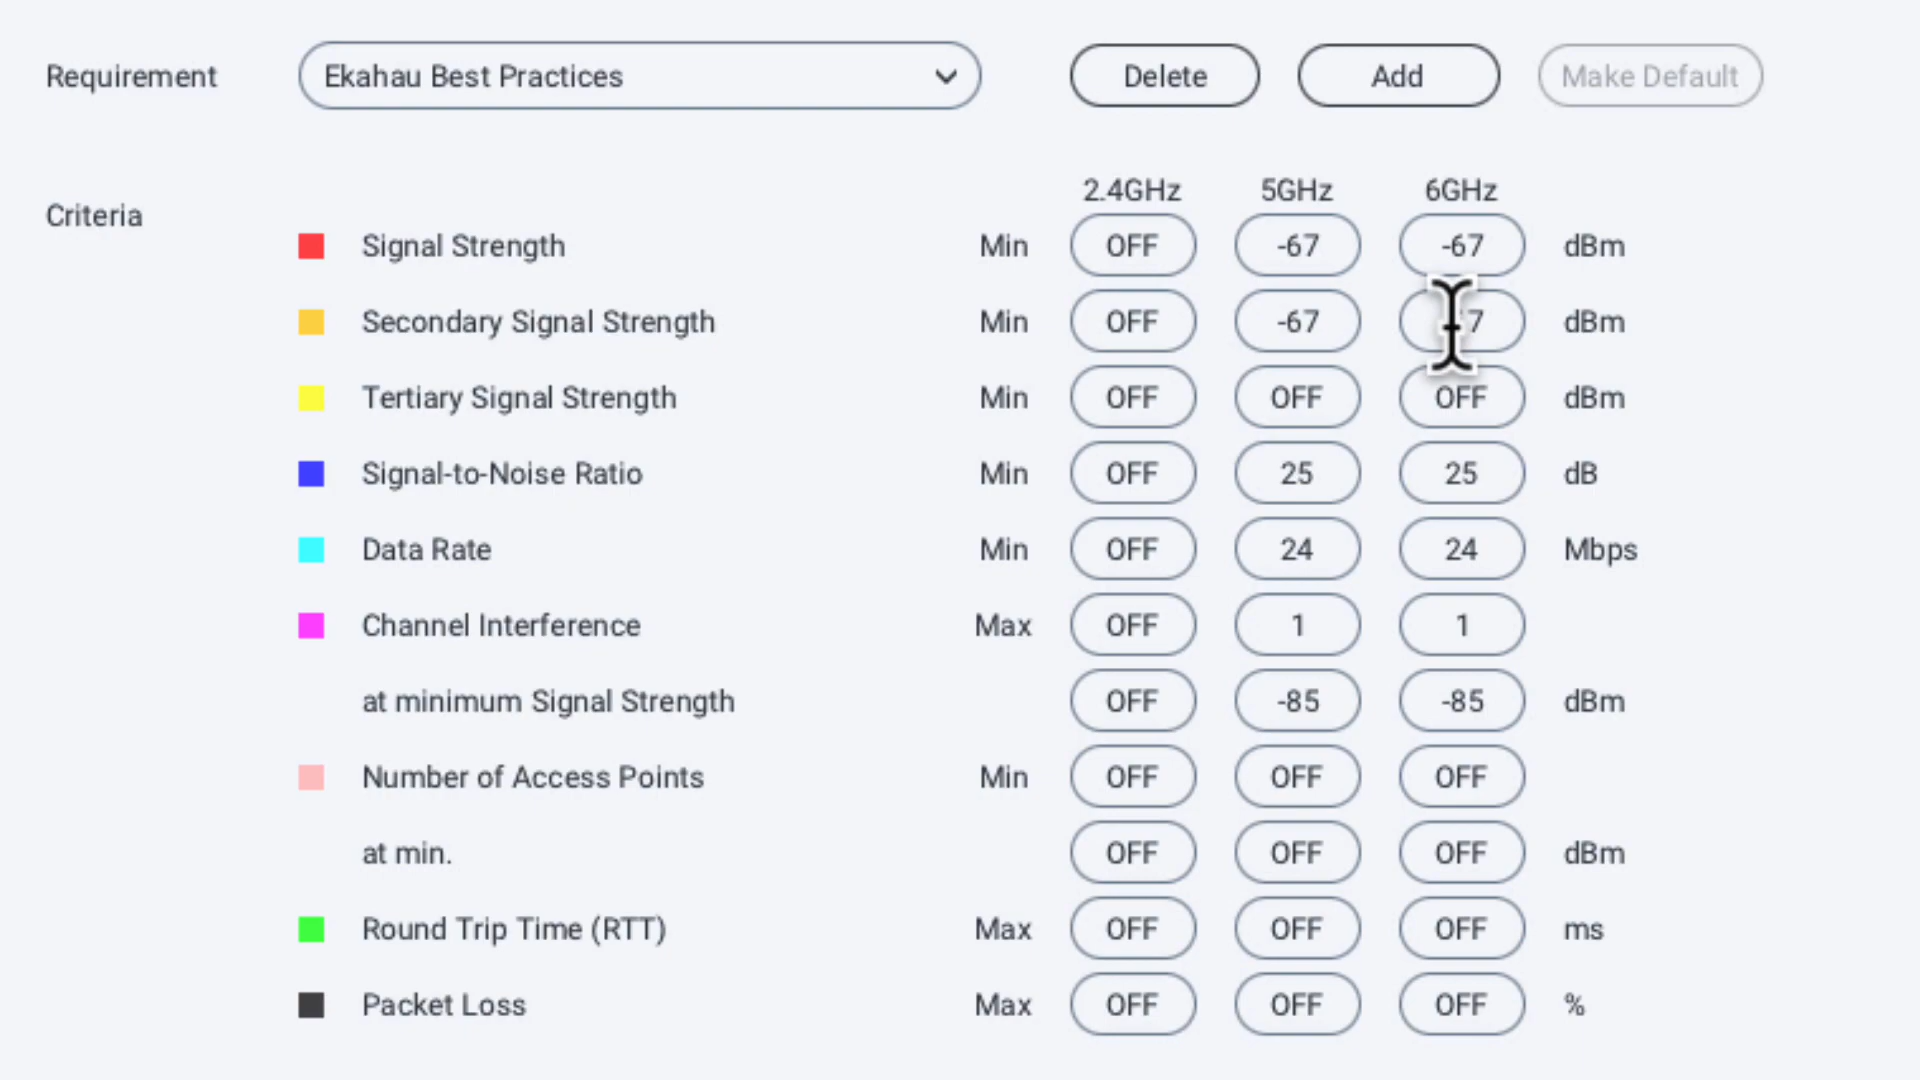 Requirement Ekahau Best Practices Delete Add Make Default
2.4GHz 5GHz 6GHz
Criteria
Signal Strength Min OFF -67 -67 dBm
Secondary Signal Strength Min OFF -67 7 dBm
Tertiary Signal Strength Min OFF OFF OFF dBm
Signal-to-Noise Ratio Min OFF 25 25 dB
Data Rate Min OFF 24 24 Mbps
Channel Interference Max OFF 1 1
at minimum Signal Strength OFF -85 -85 dBm
Number of Access Points Min OFF OFF OFF
at min. OFF OFF OFF dBm
Round Trip Time (RTT) Max OFF OFF OFF ms
Packet Loss Max OFF OFF OFF %